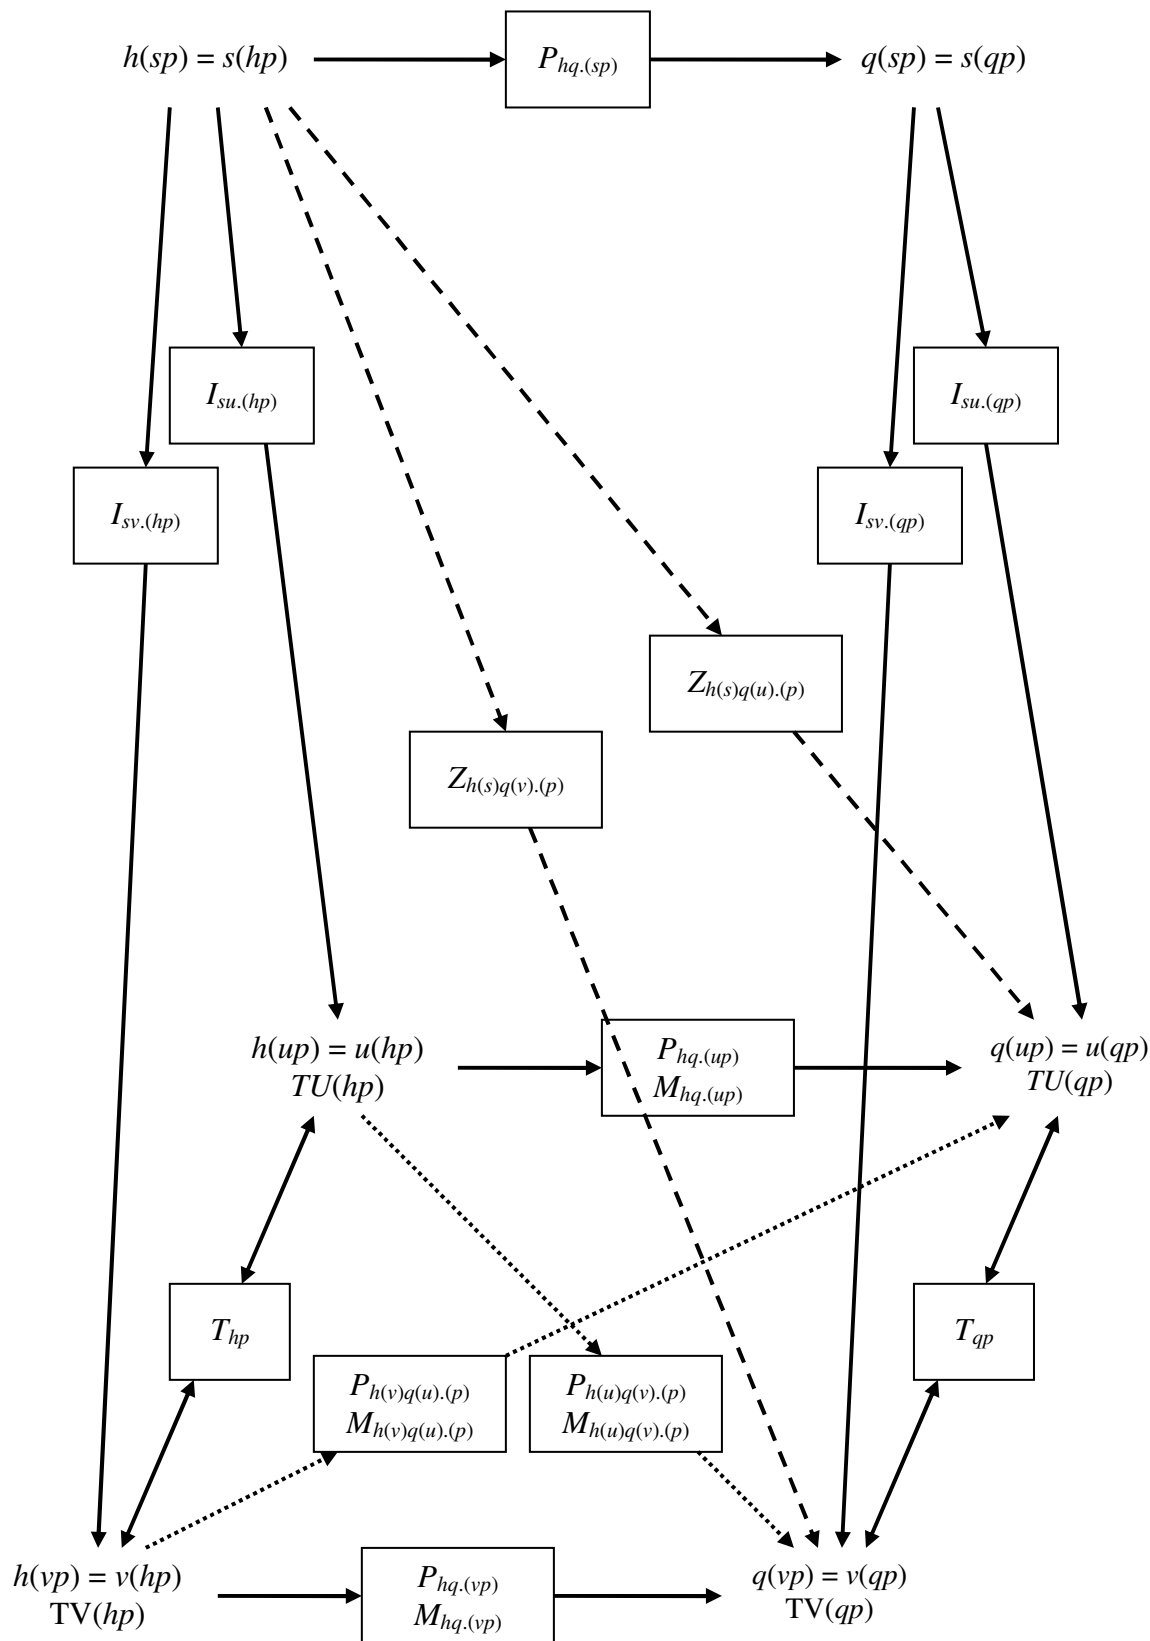 h(sp) = s(hp)
P_{hq.(sp)}
q(sp) = s(qp)
I_{su.(hp)}
I_{su.(qp)}
I_{sv.(hp)}
I_{sv.(qp)}
Z_{h(s)q(u).(p)}
Z_{h(s)q(v).(p)}
h(up) = u(hp)
TU(hp)
P_{hq.(up)}
M_{hq.(up)}
q(up) = u(qp)
TU(qp)
T_{hp}
T_{qp}
P_{h(v)q(u).(p)}
M_{h(v)q(u).(p)}
P_{h(u)q(v).(p)}
M_{h(u)q(v).(p)}
h(vp) = v(hp)
TV(hp)
P_{hq.(vp)}
M_{hq.(vp)}
q(vp) = v(qp)
TV(qp)